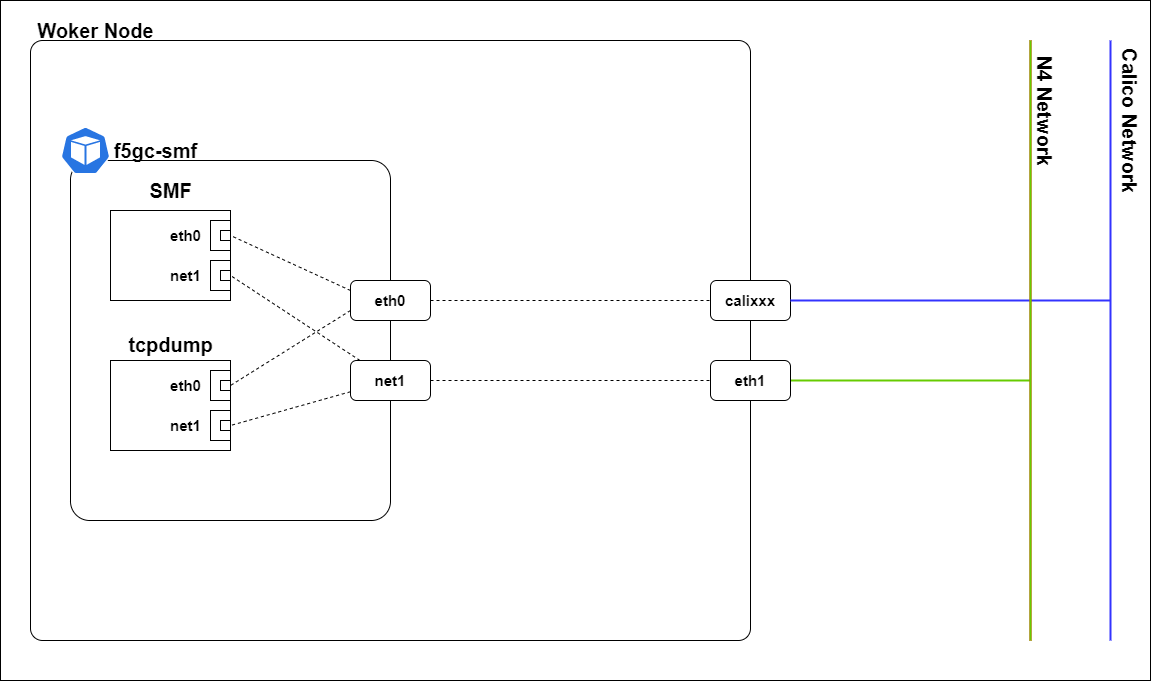 Woker Node
f5gc-smf
SMF
eth0
net1
tcpdump
eth0
net1
eth0
net1
calixxx
eth1
N4 Network
Calico Network